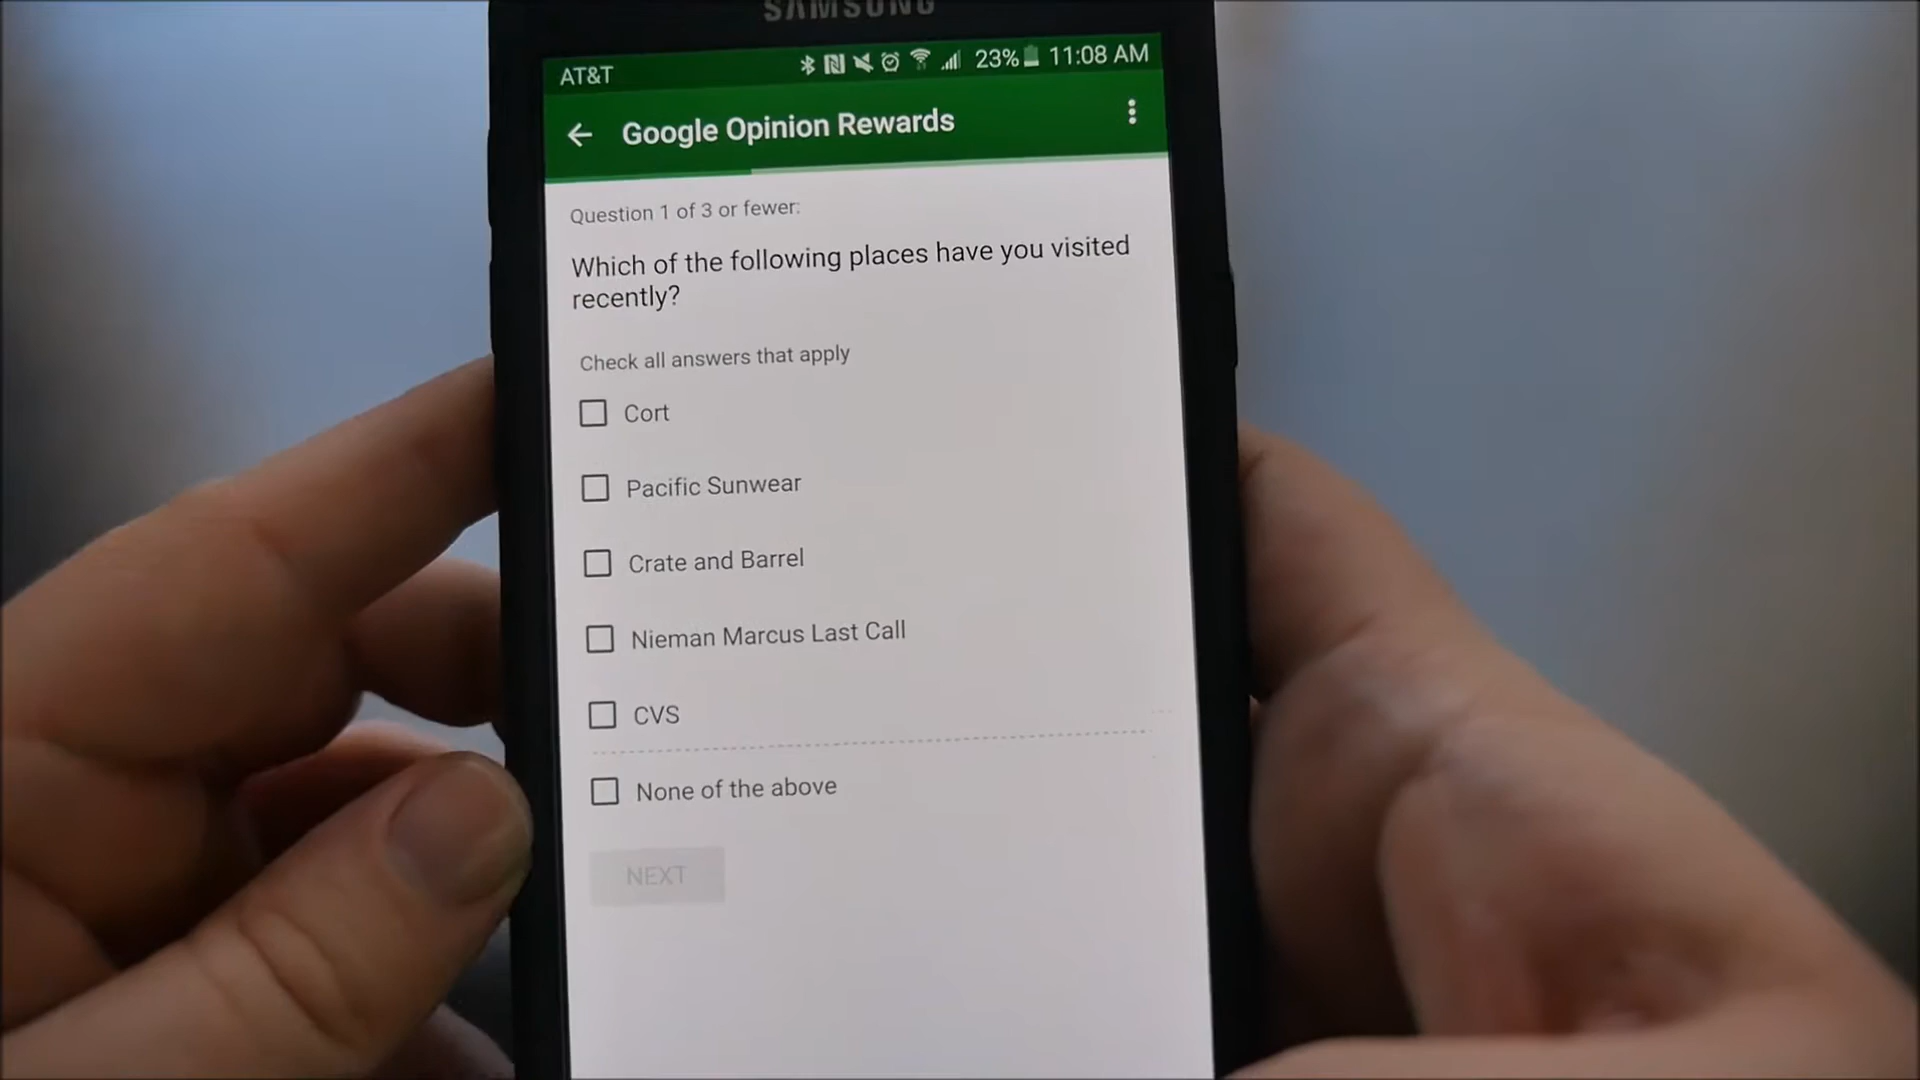 SAMSUNG
AT&T 23% 11:08 AM
Google Opinion Rewards
Question 1 of 3 or fewer:
Which of the following places have you visited
recently?
Check all answers that apply
Cort
Pacific Sunwear
Crate and Barrel
Nieman Marcus Last Call
CVS
None of the above
NEXT